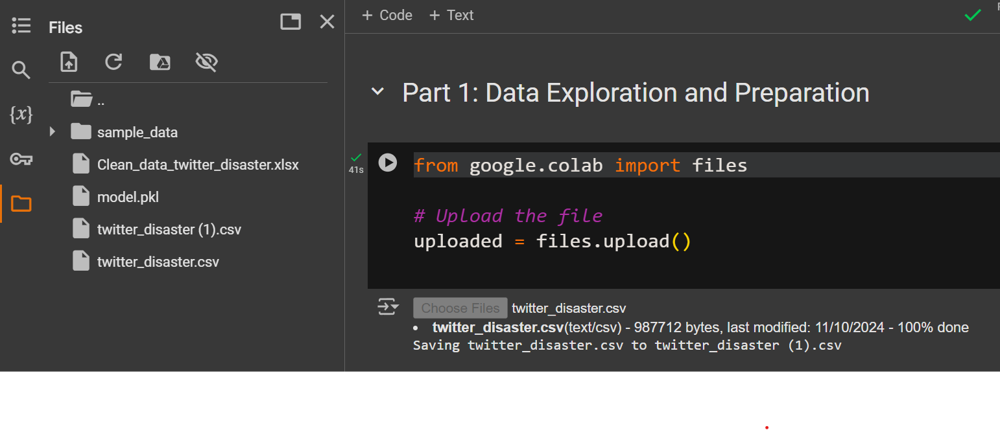 Files
..
sample_data
Clean_data_twitter_disaster.xlsx
model.pkl
twitter_disaster (1).csv
twitter_disaster.csv
{x}
+ Code + Text
Part 1: Data Exploration and Preparation
41s
from google.colab import files
# Upload the file
uploaded = files.upload()
Choose Files twitter_disaster.csv
• twitter_disaster.csv(text/csv) - 987712 bytes, last modified: 11/10/2024 - 100% done
Saving twitter_disaster.csv to twitter_disaster (1).csv